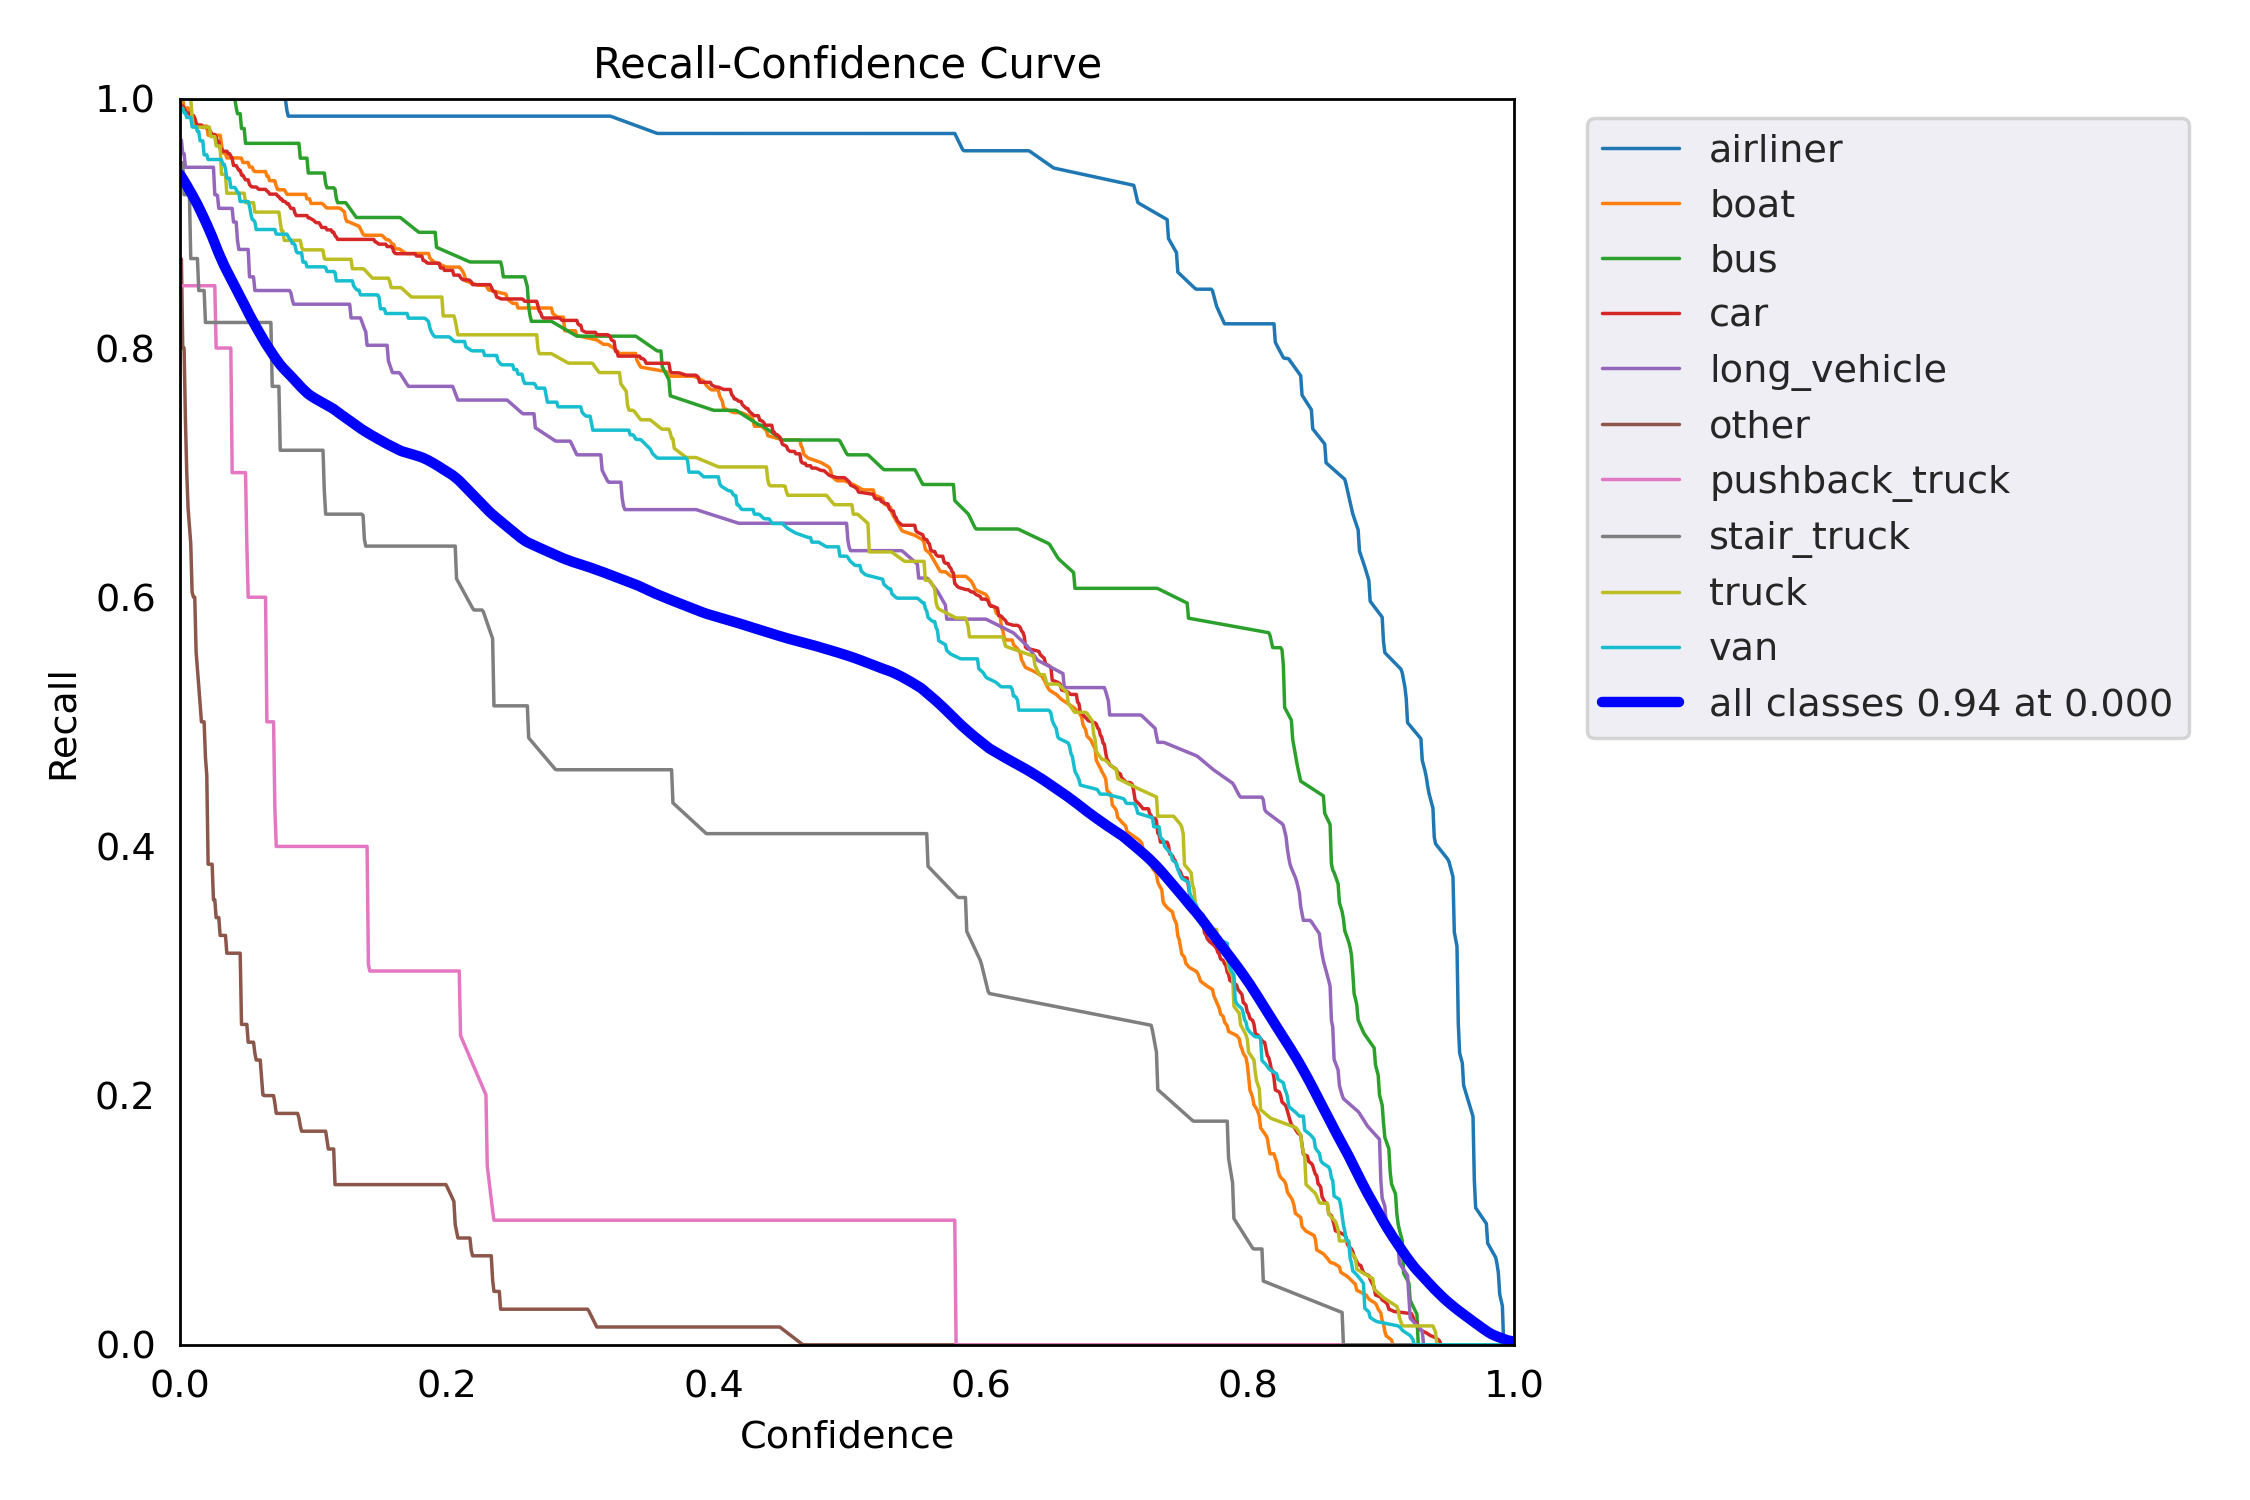 Recall-Confidence Curve
1.0
0.8
0.6
0.4
0.2
0.0
Recall
0.0 0.2 0.4 0.6 0.8 1.0
Confidence
airliner
boat
bus
car
long_vehicle
other
pushback_truck
stair_truck
truck
van
all classes 0.94 at 0.000